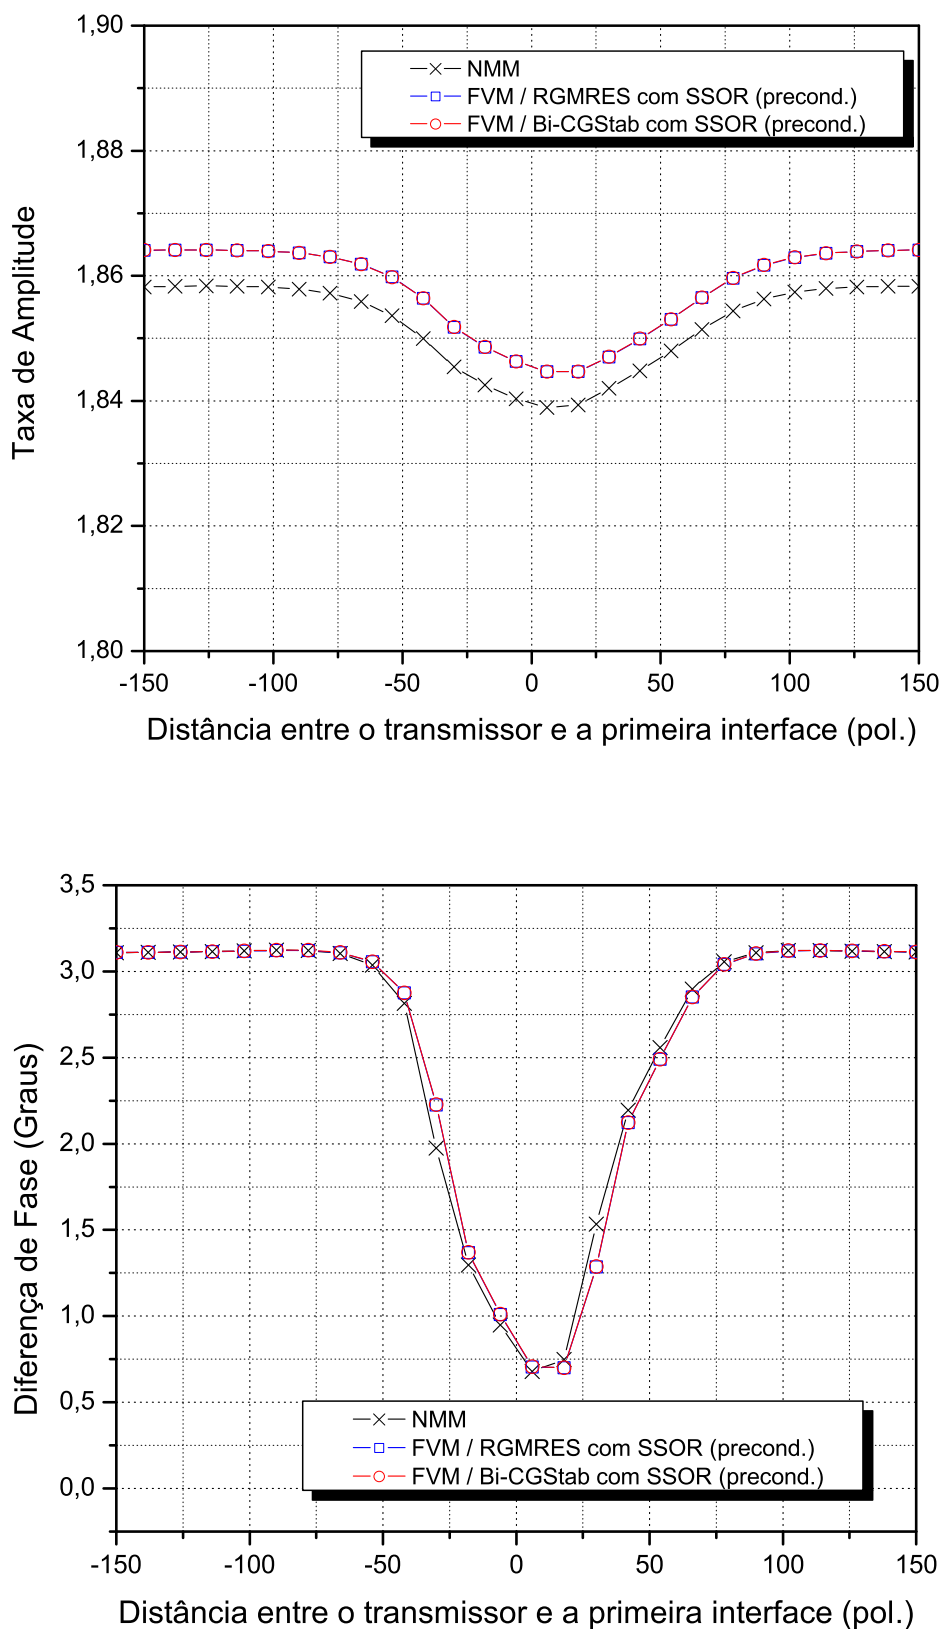 1,90
NMM
FVM / RGMRES com SSOR (precond.)
FVM / Bi-CGStab com SSOR (precond.)
1,88
1,86
1,84
1,82
1,80
Taxa de Amplitude
-150 -100 -50 0 50 100 150
Distância entre o transmissor e a primeira interface (pol.)
3,5
3,0
2,5
2,0
1,5
1,0
0,5
0,0
Diferença de Fase (Graus)
NMM
FVM / RGMRES com SSOR (precond.)
FVM / Bi-CGStab com SSOR (precond.)
-150 -100 -50 0 50 100 150
Distância entre o transmissor e a primeira interface (pol.)